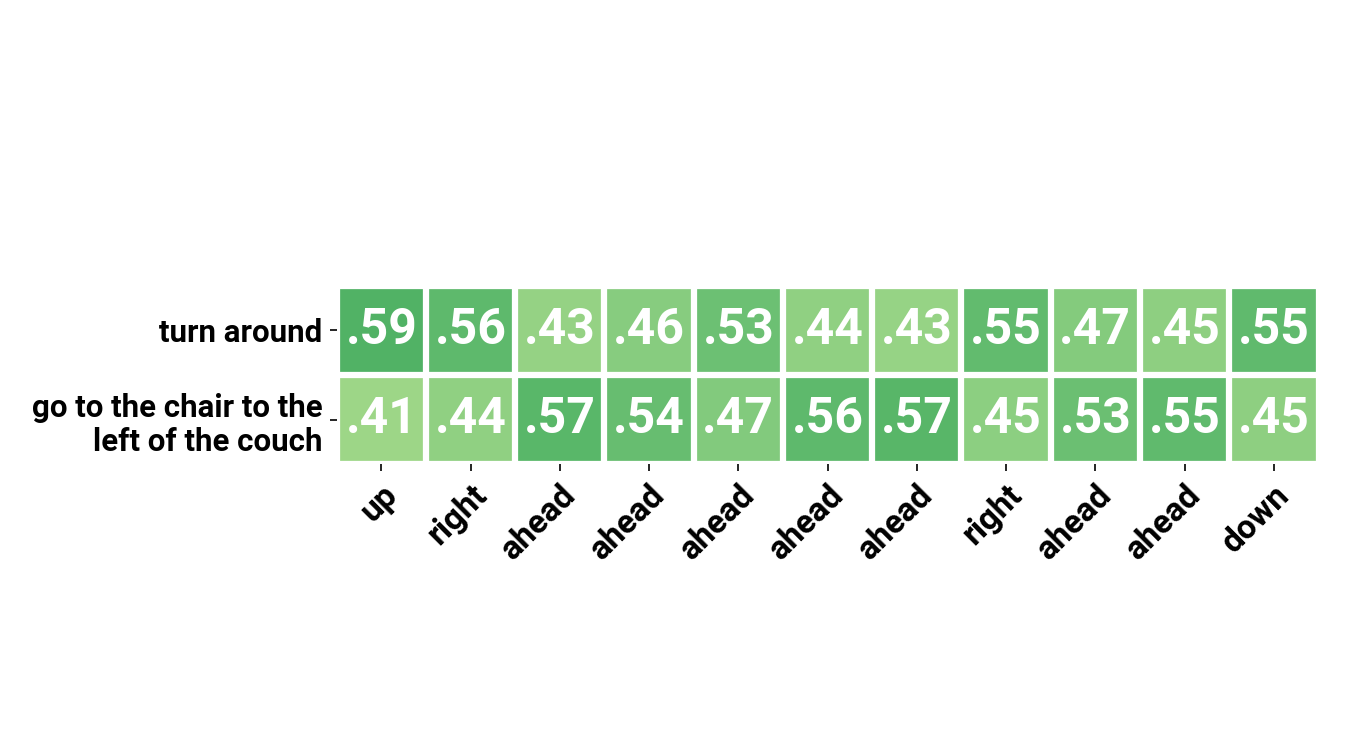 turn around
.59 .56 .43 .46 .53 .44 .43 .55 .47 .45 .55
go to the chair to the
left of the couch
.41 .44 .57 .54 .47 .56 .57 .45 .53 .55 .45
up right ahead ahead ahead ahead ahead right ahead ahead down